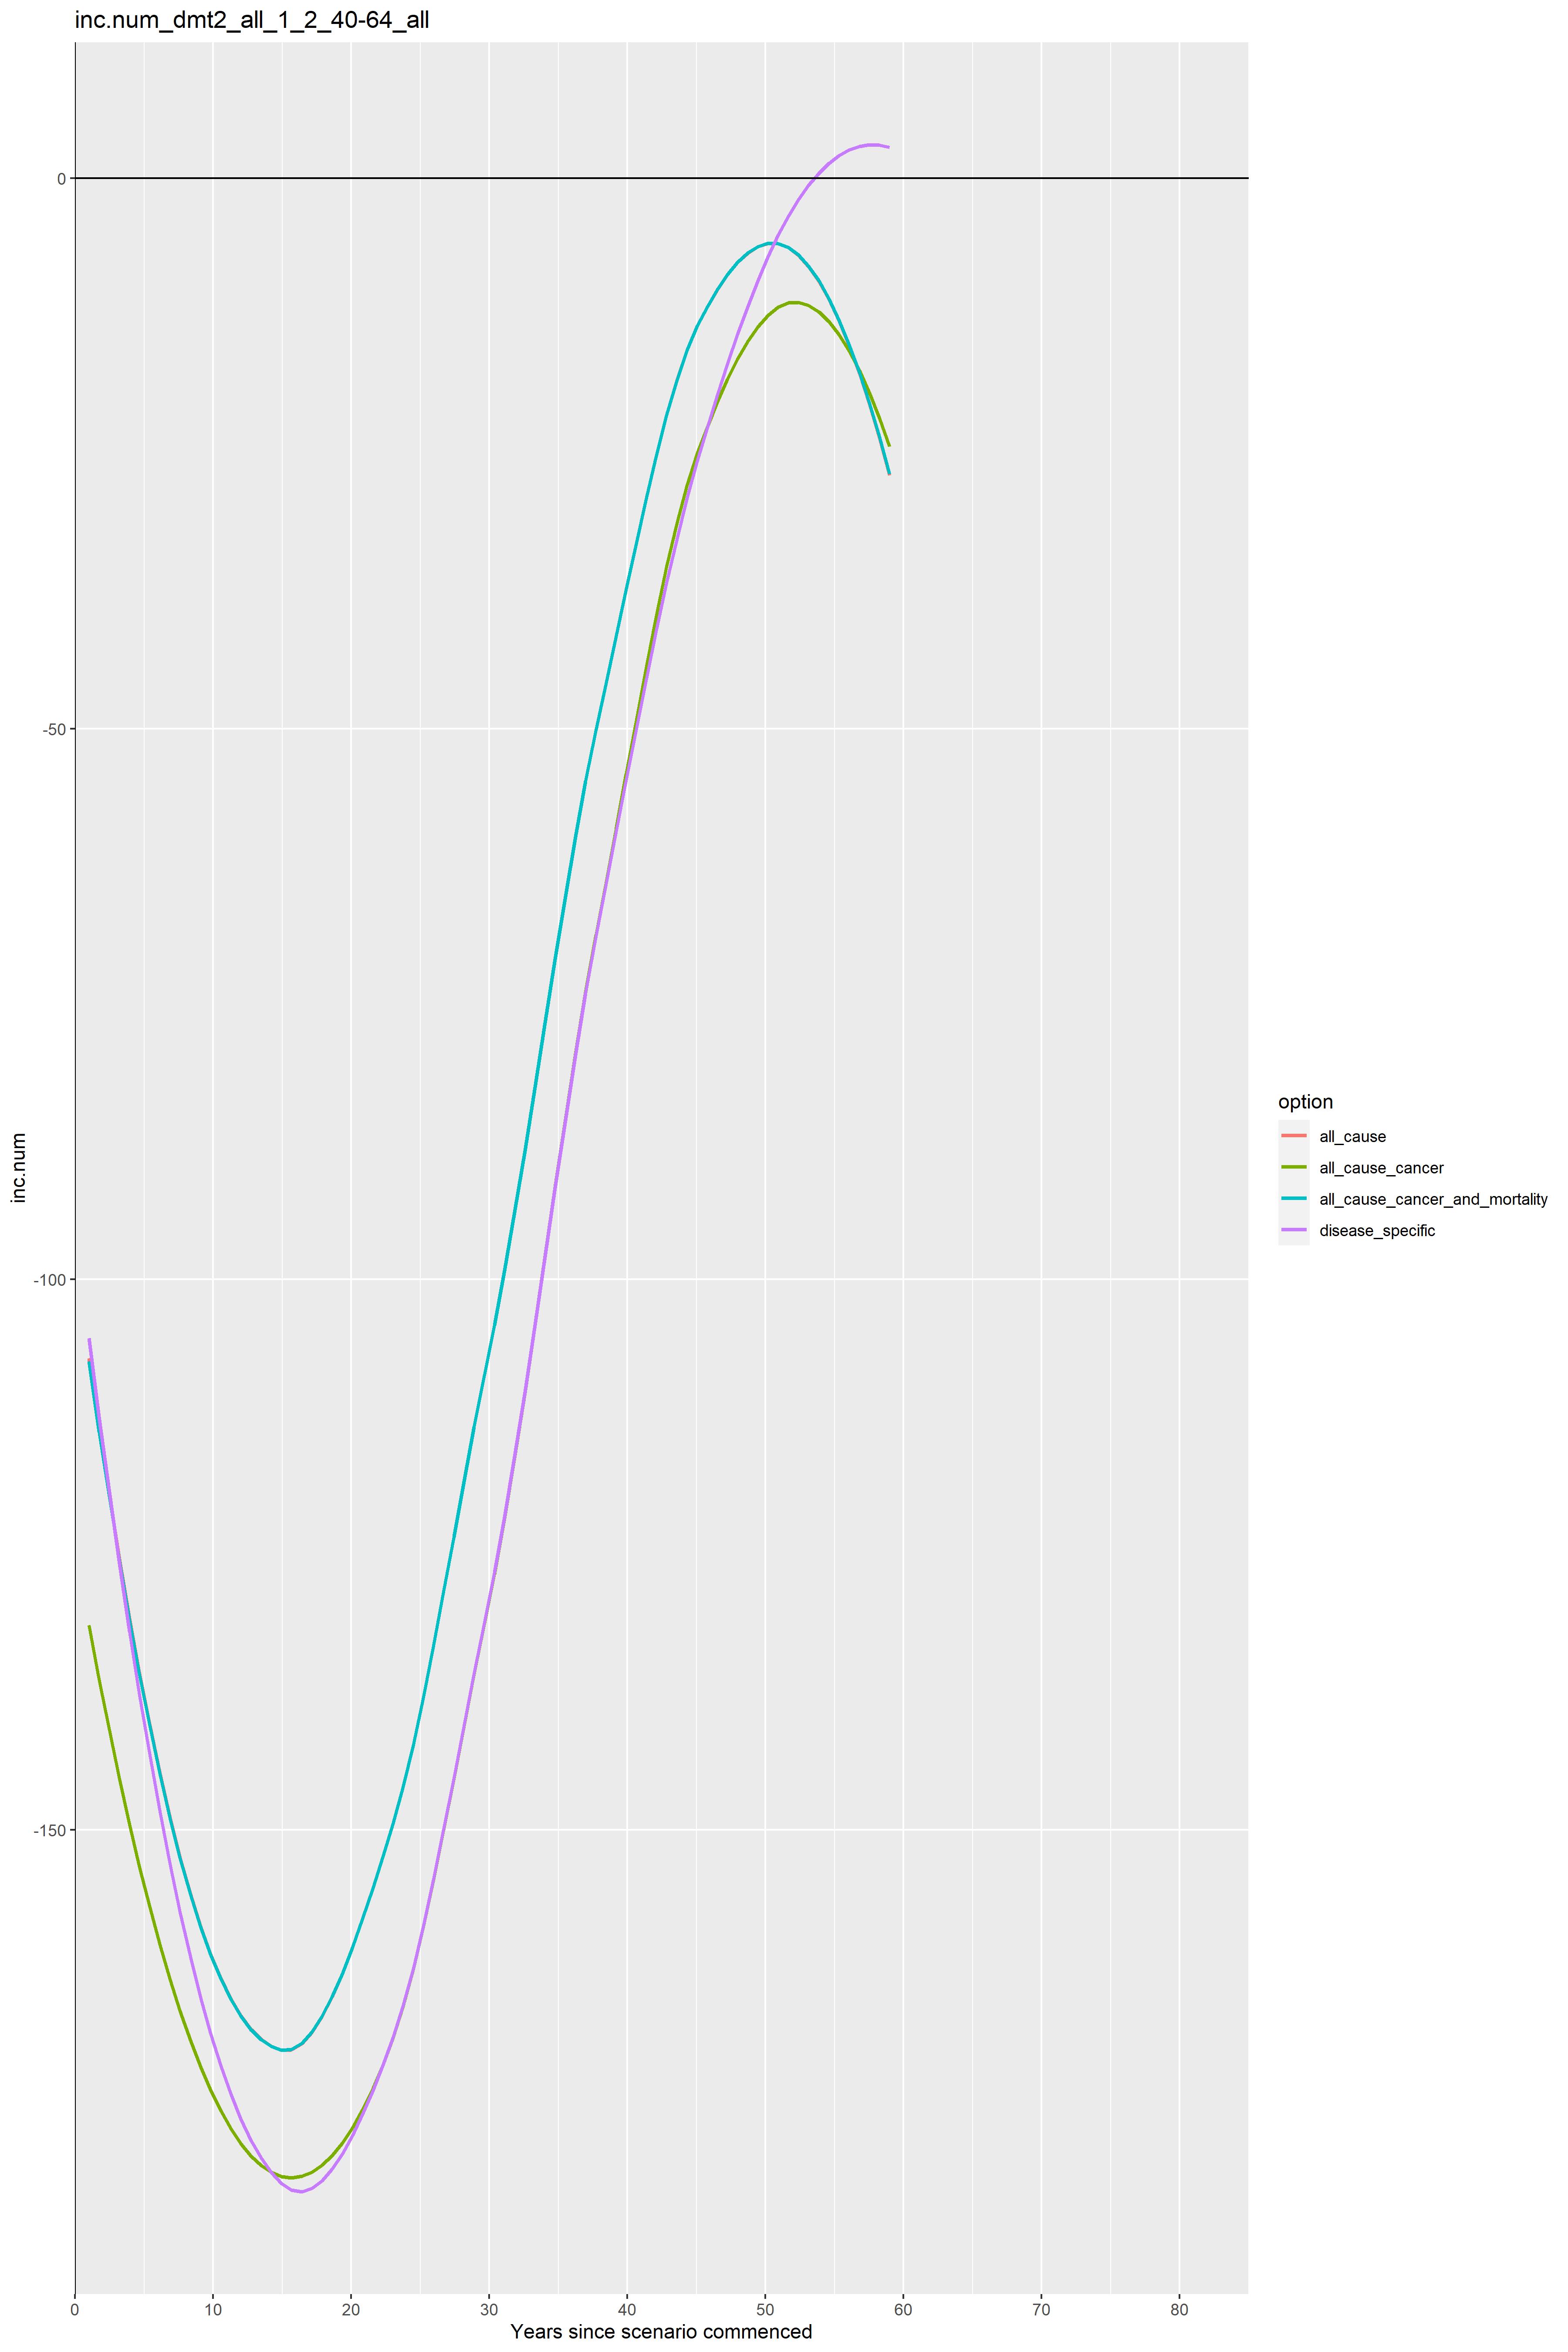 inc.num_dmt2_all_1_2_40-64_all
0
-50
-100
-150
inc.num
0 10 20 30 40 50 60 70 80
Years since scenario commenced
option
all_cause
all_cause_cancer
all_cause_cancer_and_mortality
disease_specific